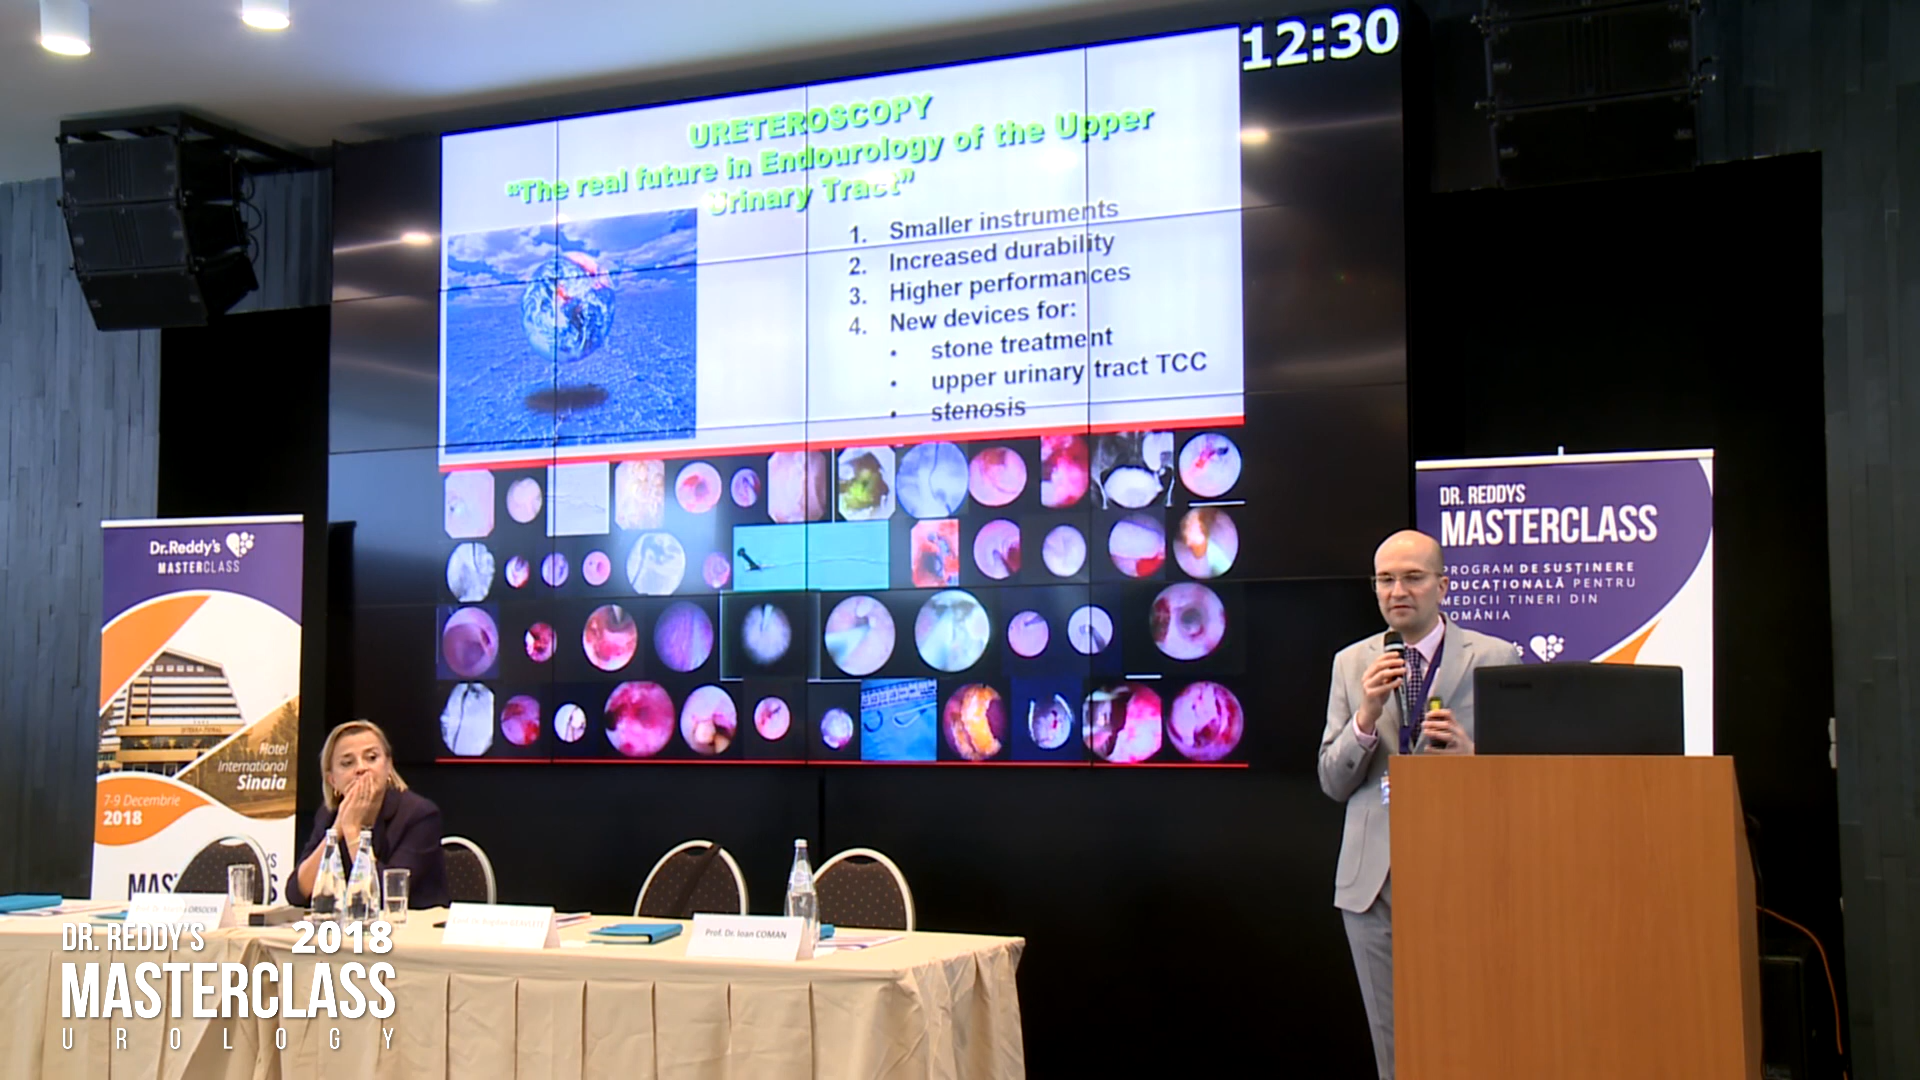 12:30
URETEROSCOPY
“The real future in Endourology of the Upper
Urinary Tract”
1. Smaller instruments
2. Increased durability
3. Higher performances
4. New devices for:
• stone treatment
• upper urinary tract TCC
• stenosis
Dr.Reddy's
MASTERCLASS
Hotel
International
Sinaia
7-9 Decembrie
2018
DR. REDDYS
MASTERCLASS
PROGRAM DE SUSȚINERE
EDUCAȚIONALĂ PENTRU
MEDICII TINERI DIN
ROMÂNIA
ORSOLYA
Prof. Dr. Ioan COMAN
DR. REDDY'S 2018
MASTERCLASS
UROLOGY